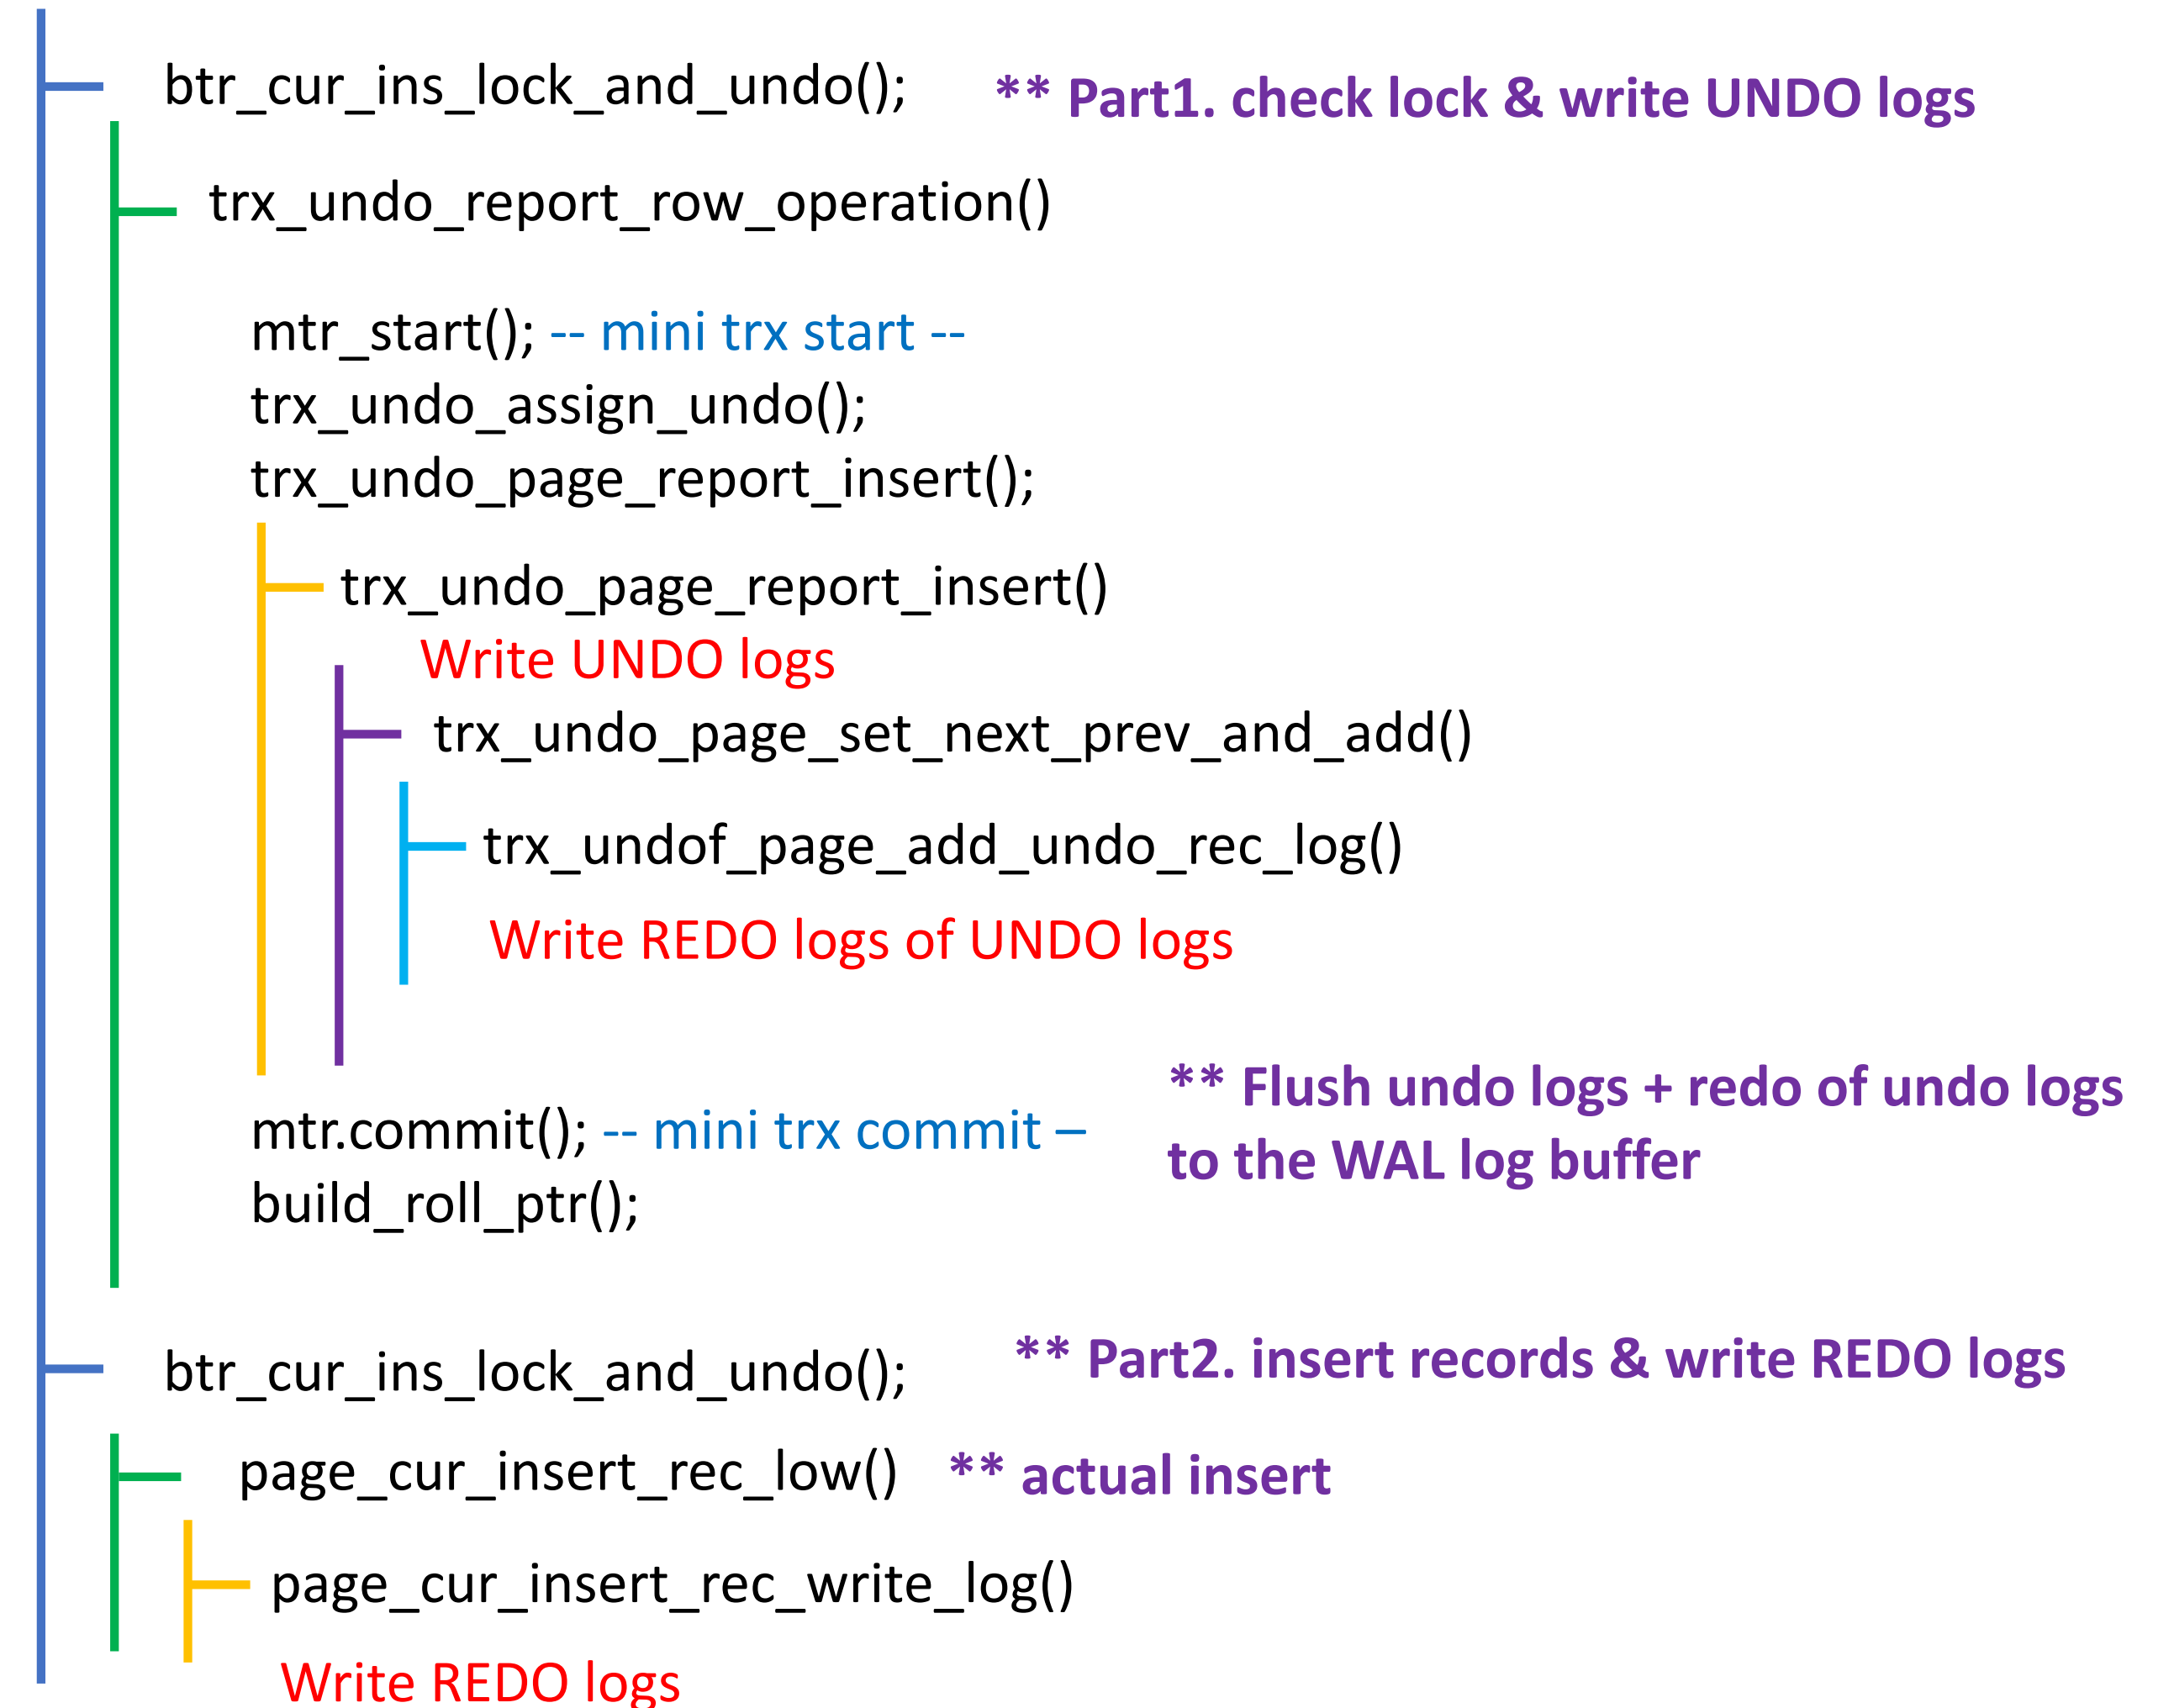 btr_cur_ins_lock_and_undo(); ** Part1. check lock & write UNDO logs
trx_undo_report_row_operation()
mtr_start(); -- mini trx start --
trx_undo_assign_undo();
trx_undo_page_report_insert();
trx_undo_page_report_insert()
Write UNDO logs
trx_undo_page_set_next_prev_and_add()
trx_undof_page_add_undo_rec_log()
Write REDO logs of UNDO logs
** Flush undo logs + redo of undo logs
mtr.commit(); -- mini trx commit —
to the WAL log buffer
build_roll_ptr();
btr_cur_ins_lock_and_undo(); ** Part2. insert records & write REDO logs
page_cur_insert_rec_low() ** actual insert
page_cur_insert_rec_write_log()
Write REDO logs